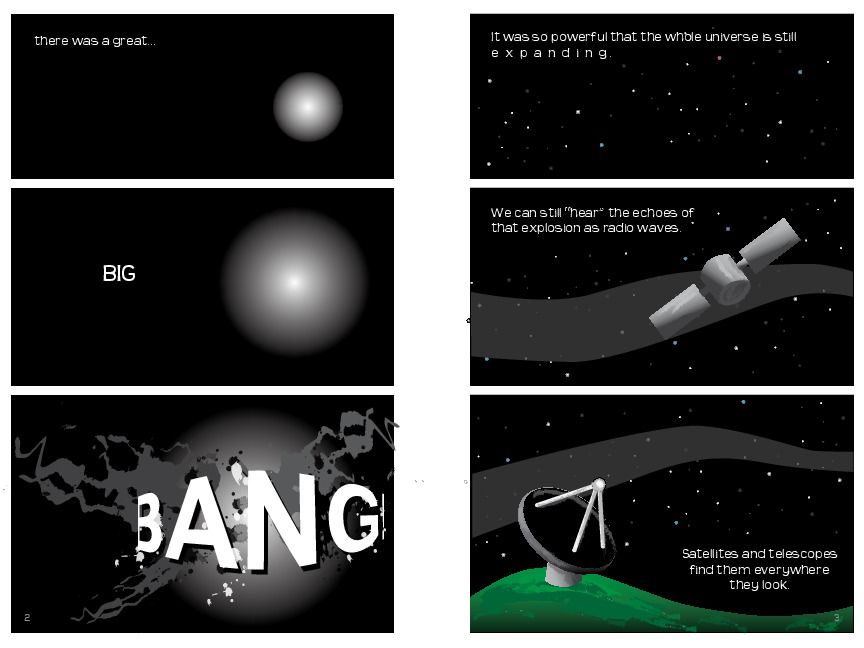 there was a great...
BIG
BANG!
2
It was so powerful that the whole universe is still
e x p a n d i n g .
We can still "hear" the echoes of
that explosion as radio waves.
Satellites and telescopes
find them everywhere
they look.
3